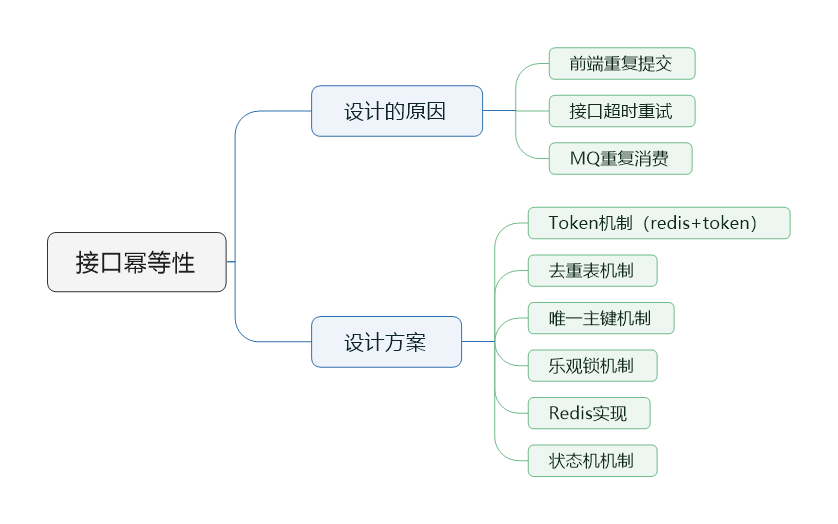 接口幂等性
设计的原因
前端重复提交
接口超时重试
MQ重复消费
设计方案
Token机制（redis+token）
去重表机制
唯一主键机制
乐观锁机制
Redis实现
状态机机制